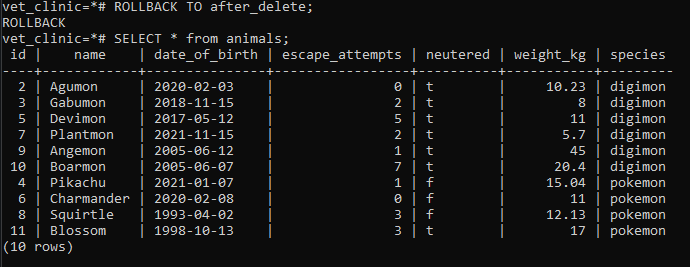 vet_clinic=*# ROLLBACK TO after_delete;
ROLLBACK
vet_clinic=*# SELECT * from animals;
 id |    name    | date_of_birth | escape_attempts | neutered | weight_kg | species
----+------------+---------------+-----------------+----------+-----------+---------
  2 | Agumon     | 2020-02-03    |               0 | t        |     10.23 | digimon
  3 | Gabumon    | 2018-11-15    |               2 | t        |         8 | digimon
  5 | Devimon    | 2017-05-12    |               5 | t        |        11 | digimon
  7 | Plantmon   | 2021-11-15    |               2 | t        |       5.7 | digimon
  9 | Angemon    | 2005-06-12    |               1 | t        |        45 | digimon
 10 | Boarmon    | 2005-06-07    |               7 | t        |      20.4 | digimon
  4 | Pikachu    | 2021-01-07    |               1 | f        |     15.04 | pokemon
  6 | Charmander | 2020-02-08    |               0 | f        |        11 | pokemon
  8 | Squirtle   | 1993-04-02    |               3 | f        |     12.13 | pokemon
 11 | Blossom    | 1998-10-13    |               3 | t        |        17 | pokemon
(10 rows)